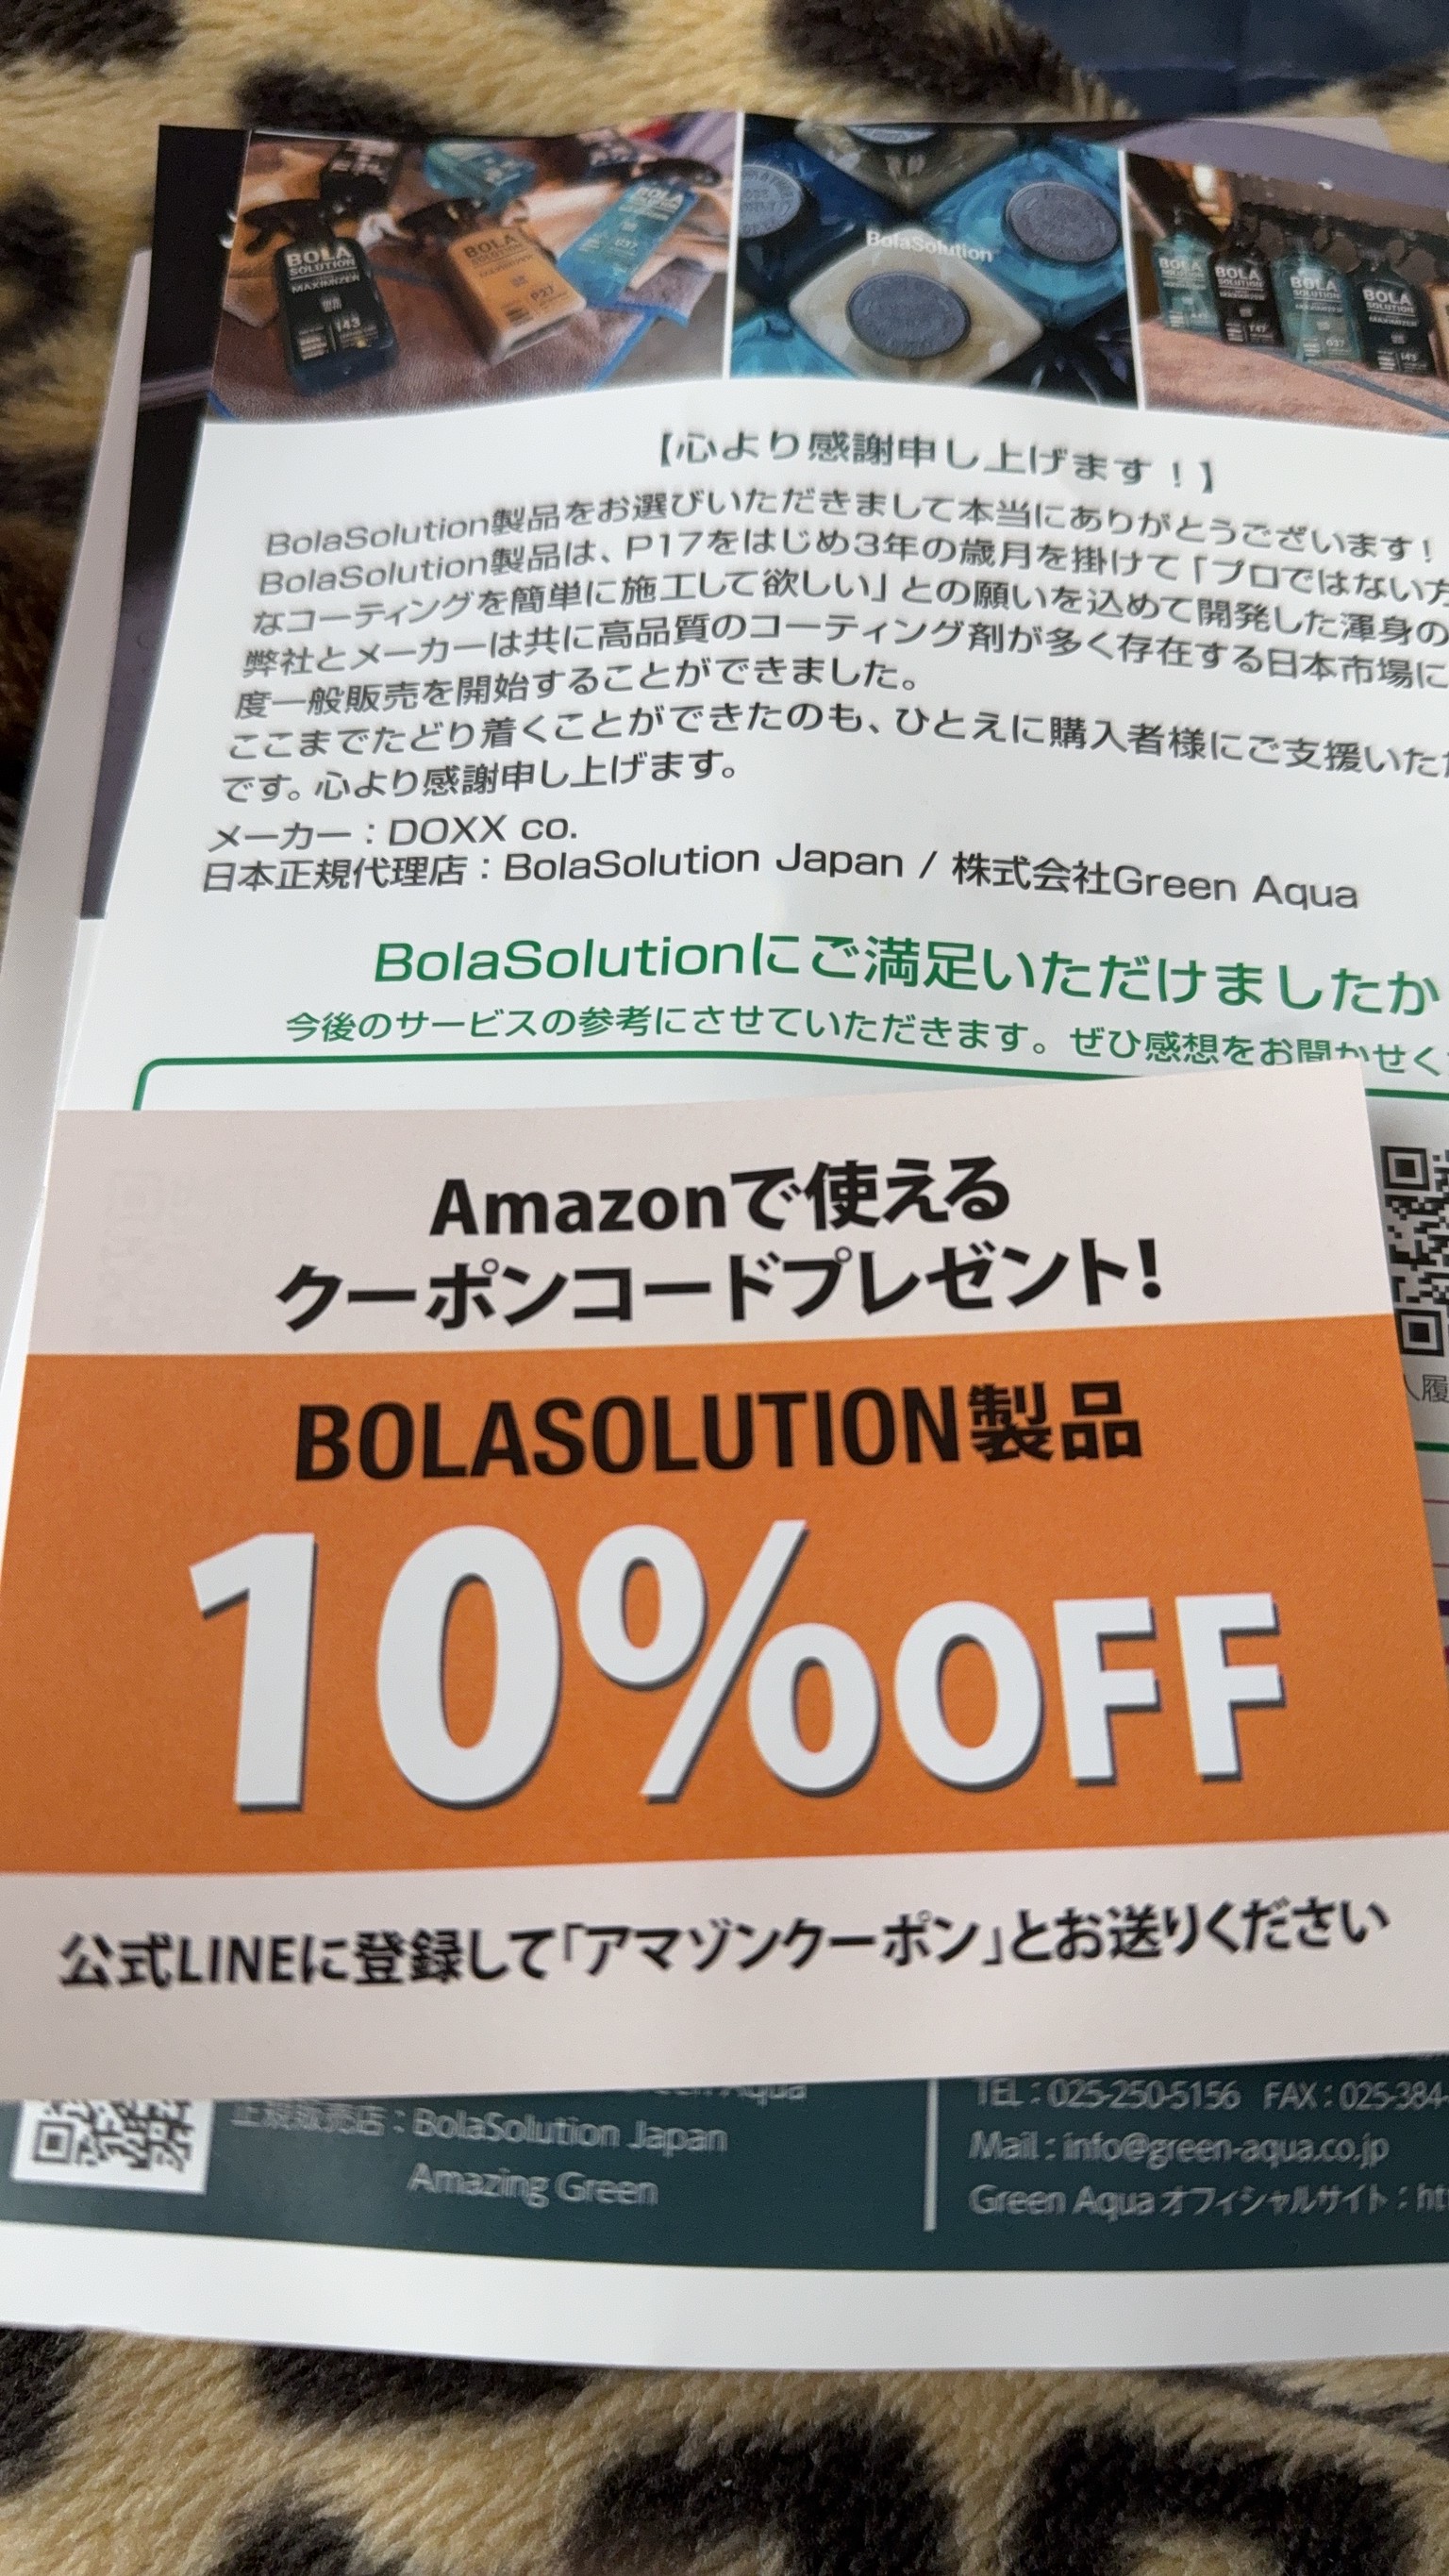 BOLA
SOLUTION
MAXIMIZER
143
BOLA
P27
BOLA
BolaSolution
BOLA
SOLUTION
BOLA
SOLUTION
BOLA
SOLUTION
BOLA
SOLUTION
【心より感謝申し上げます！】
BolaSolution製品をお選びいただきまして本当にありがとうございます！
BolaSolution製品は、P17をはじめ3年の歳月を掛けて「プロではない方
なコーティングを簡単に施工して欲しい」との願いを込めて開発した渾身の
弊社とメーカーは共に高品質のコーティング剤が多く存在する日本市場に
度一般販売を開始することができました。
ここまでたどり着くことができたのも、ひとえに購入者様にご支援いた
です。心より感謝申し上げます。
メーカー：DOXX co.
日本正規代理店：BolaSolution Japan / 株式会社Green Aqua
BolaSolutionにご満足いただけましたか
今後のサービスの参考にさせていただきます。ぜひ感想をお聞かせく
Amazonで使える
クーポンコードプレゼント!
BOLASOLUTION製品
10%OFF
公式LINEに登録して「アマゾンクーポン」とお送りください
正規販売店：BolaSolution Japan
Amazing Green
TEL：025-250-5156 FAX：025-384
Mail：info@green-aqua.co.jp
Green Aqua オフィシャルサイト：ht